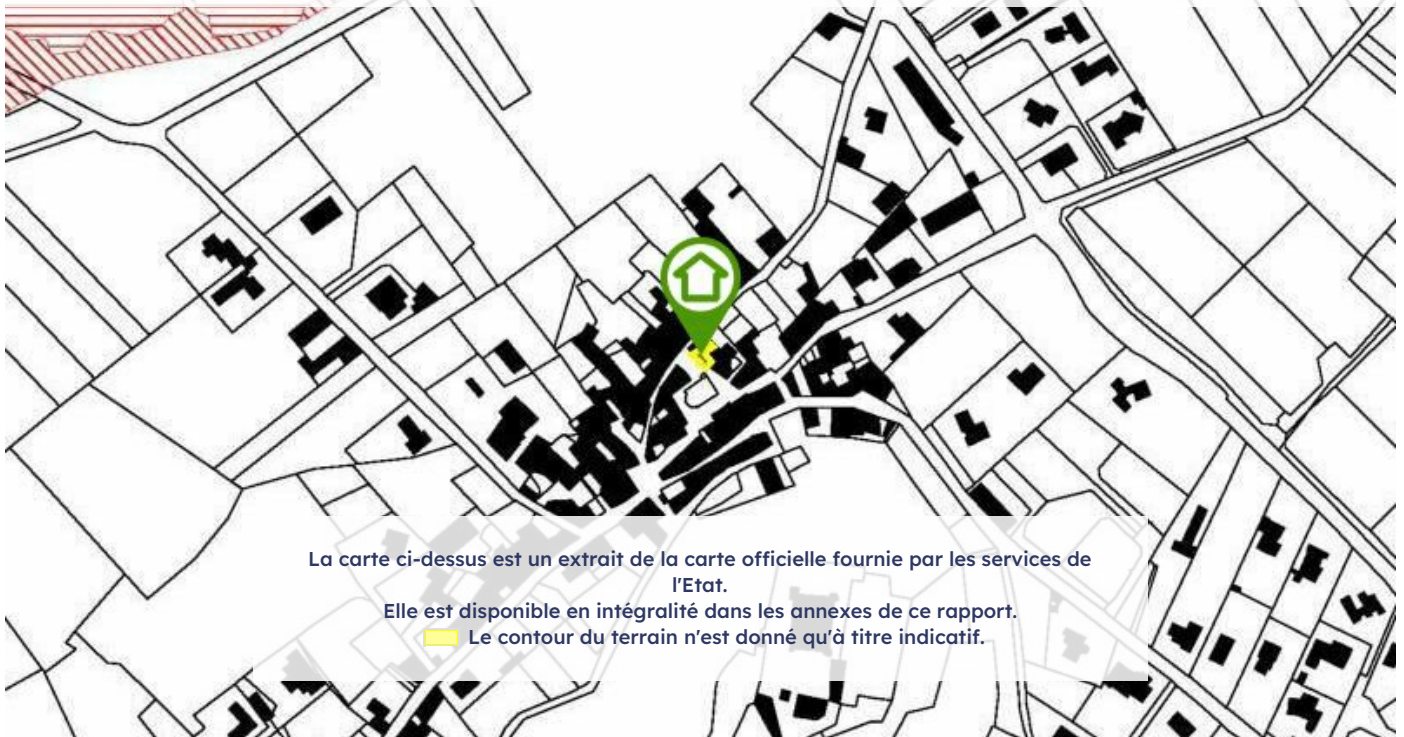 La carte ci-dessus est un extrait de la carte officielle fournie par les services de
l'Etat.
Elle est disponible en intégralité dans les annexes de ce rapport.
Le contour du terrain n'est donné qu'à titre indicatif.